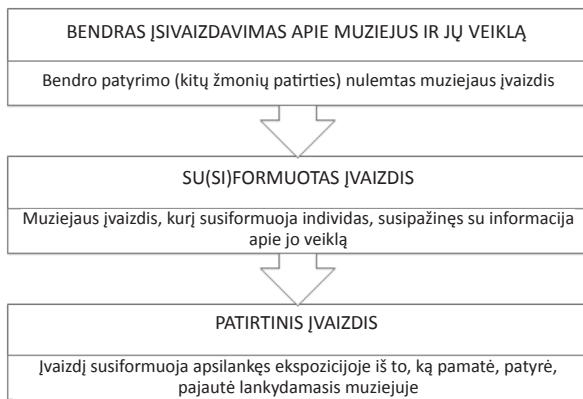 BENDRAS ĮSIVAIZDAVIMAS APIE MUZIEJUS IR JŲ VEIKLĄ
Bendro patyrimo (kitų žmonių patirties) nulemtas muziejaus įvaizdis
SU(SI)FORMUOTAS ĮVAIZDIS
Muziejaus įvaizdis, kurį susiformuoja individas, susipažinęs su informacija
apie jo veiklą
PATIRTINIS ĮVAIZDIS
Įvaizdį susiformuoja apsilankęs ekspozicijoje iš to, ką pamatė, patyrė,
pajautė lankydamasis muziejuje